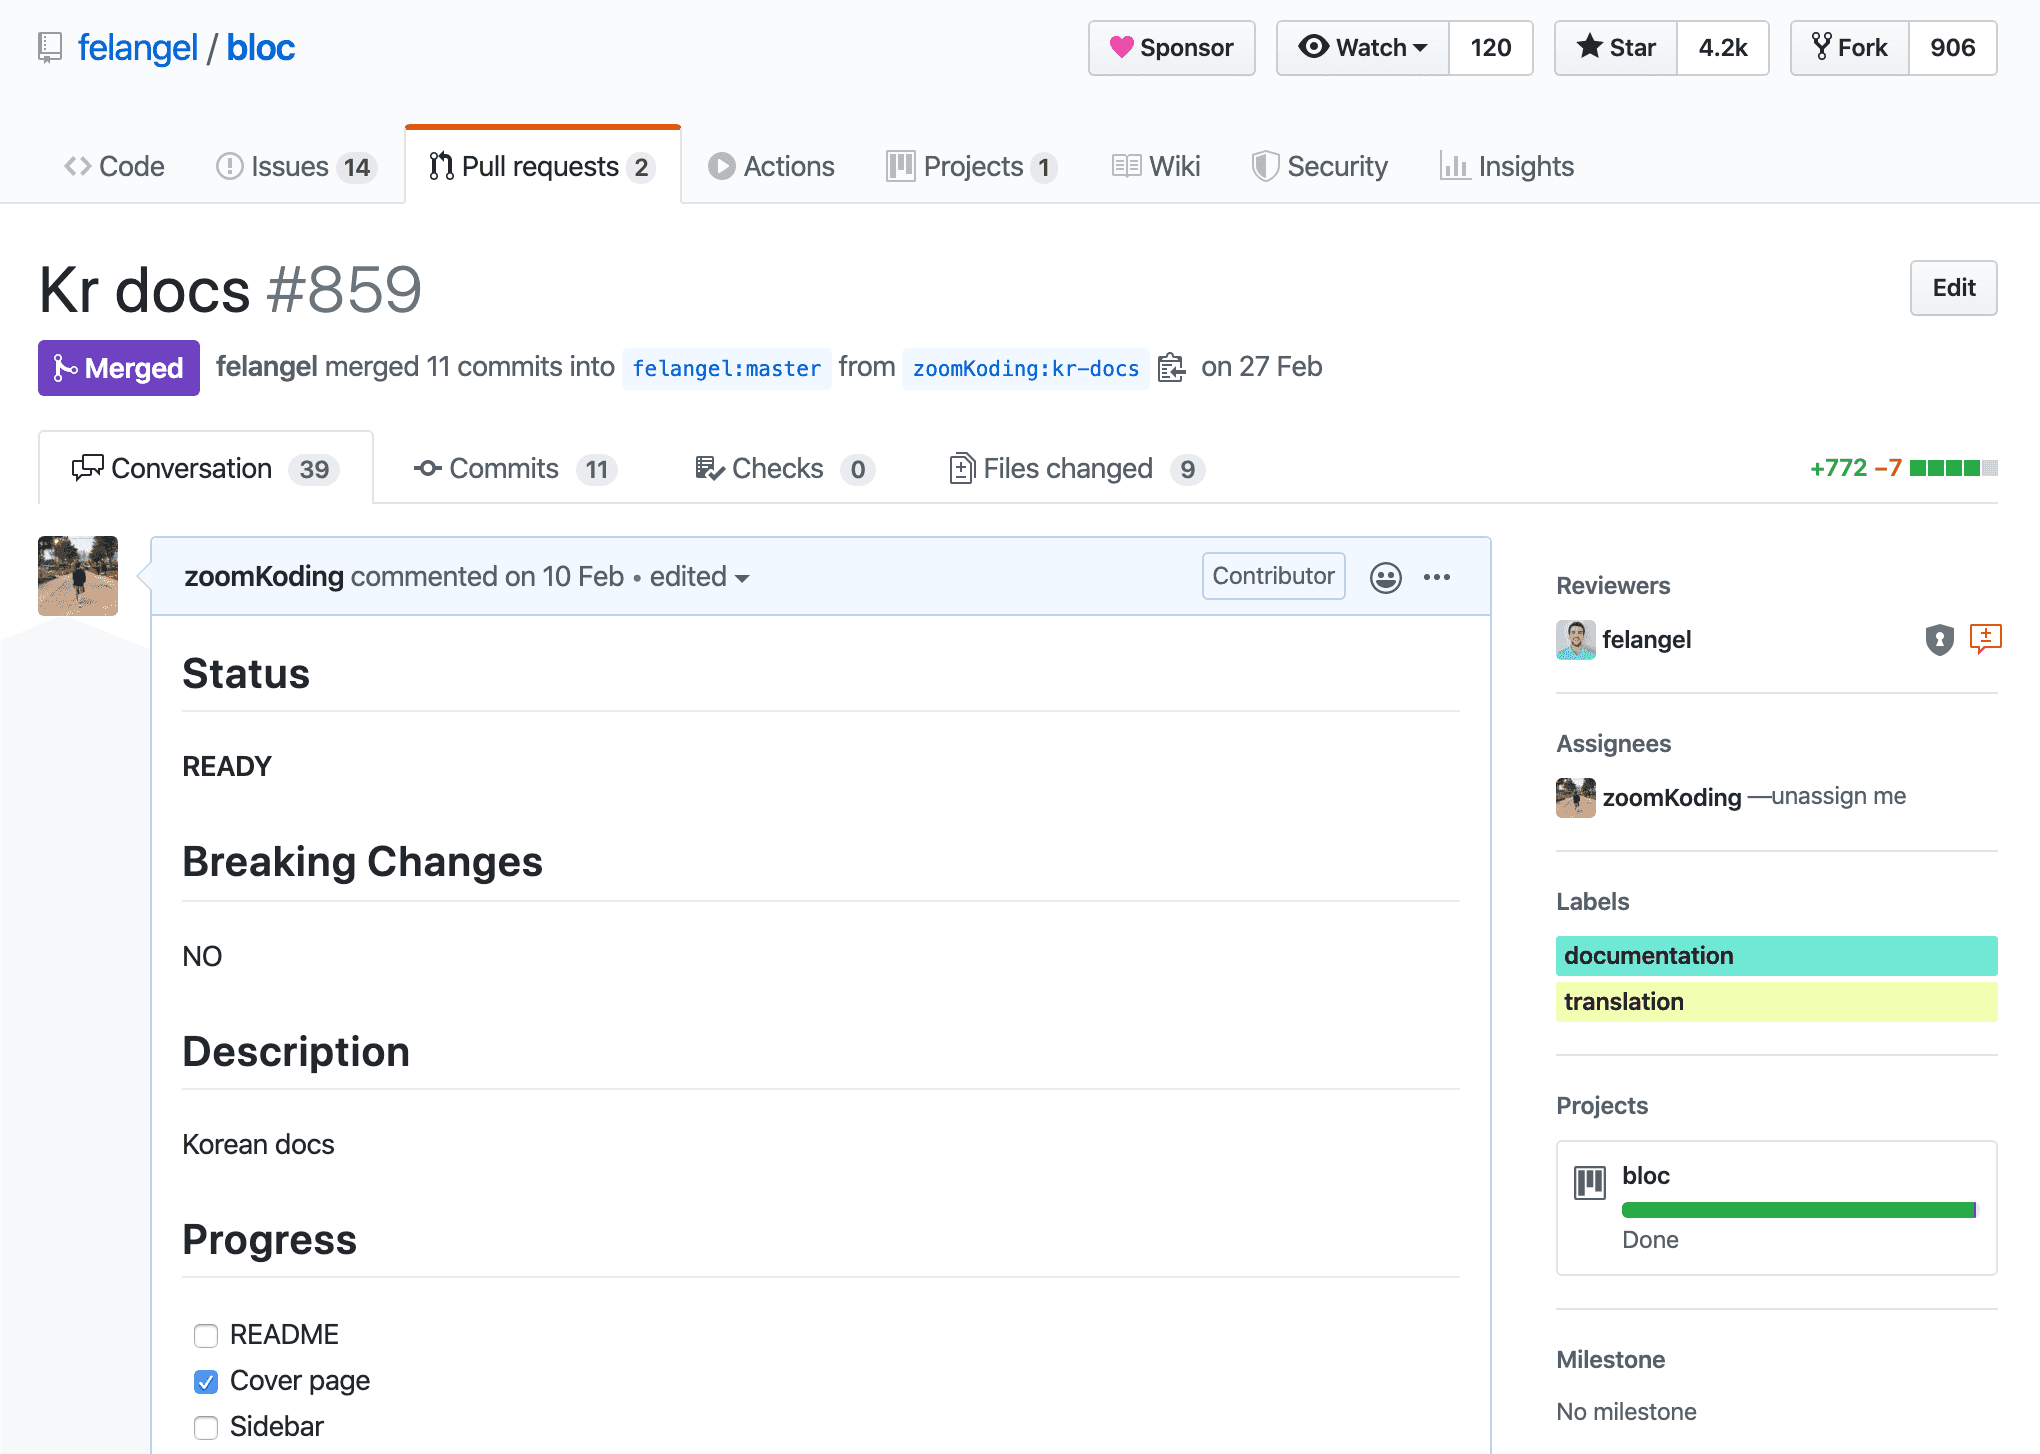 felangel / bloc
Sponsor
Watch 120
Star 4.2k
Fork 906
Code
Issues 14
Pull requests 2
Actions
Projects 1
Wiki
Security
Insights
Kr docs #859
Edit
Merged felangel merged 11 commits into felangel:master from zoomKoding:kr-docs on 27 Feb
Conversation 39
Commits 11
Checks 0
Files changed 9
+772 −7
zoomKoding commented on 10 Feb • edited
Contributor
Status
READY
Breaking Changes
NO
Description
Korean docs
Progress
README
Cover page
Sidebar
Reviewers
felangel
Assignees
zoomKoding —unassign me
Labels
documentation
translation
Projects
bloc
Done
Milestone
No milestone